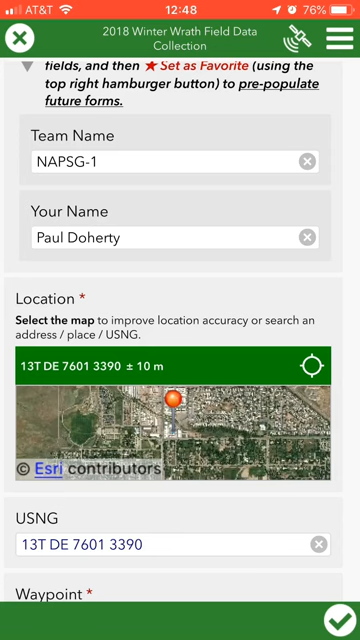 AT&T 12:48 76%
2018 Winter Wrath Field Data
Collection
fields, and then ★ Set as Favorite (using the
top right hamburger button) to pre-populate
future forms.
Team Name
NAPSG-1
Your Name
Paul Doherty
Location *
Select the map to improve location accuracy or search an
address / place / USNG.
13T DE 7601 3390 ± 10 m
© Esri contributors
USNG
13T DE 7601 3390
Waypoint *